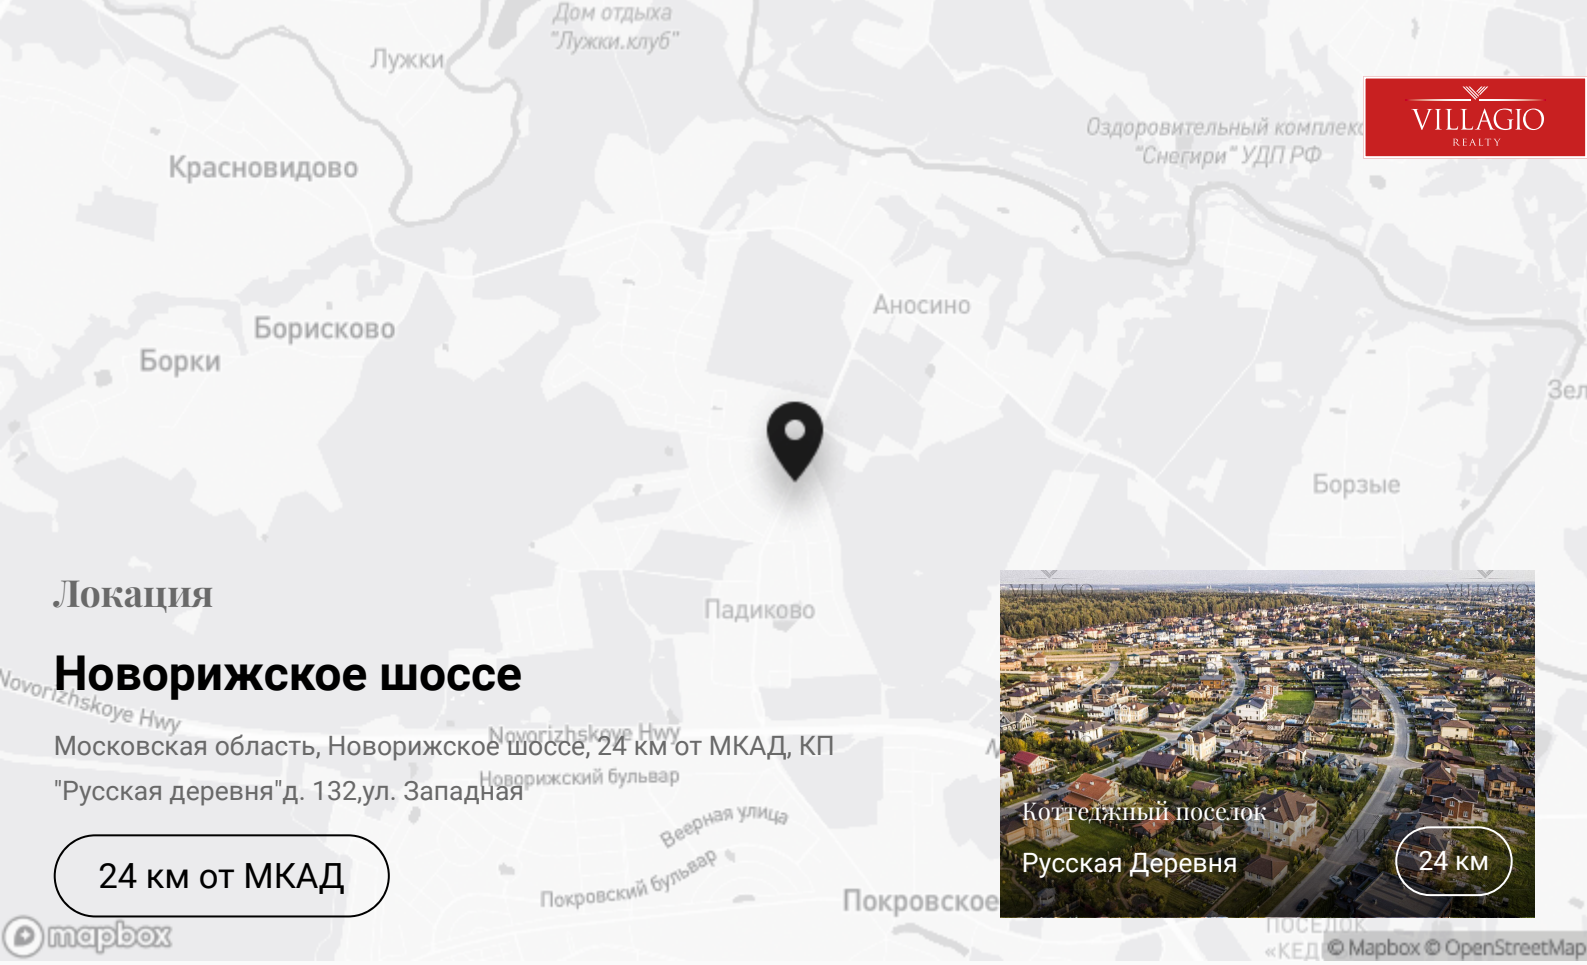 Дом отдыха
"Лужки.клуб"
Лужки
VILLAGIO
REALTY
Оздоровительный комплекс
"Снегири" УДП РФ
Красновидово
Аносино
Борисково
Борки
Борзые
Локация
Падиково
Новорижское шоссе
Novorizhskoye Hwy
Novorizhskoye Hwy
Московская область, Новорижское шоссе, 24 км от МКАД, КП
"Русская деревня"д. 132,ул. Западная
Новорижский бульвар
Веерная улица
24 км от МКАД
Покровский бульвар
Покровское
VILLAGIO
VILLAGIO
Коттеджный поселок
Русская Деревня
24 км
ПОСЕЛОК
mapbox
© Mapbox © OpenStreetMap